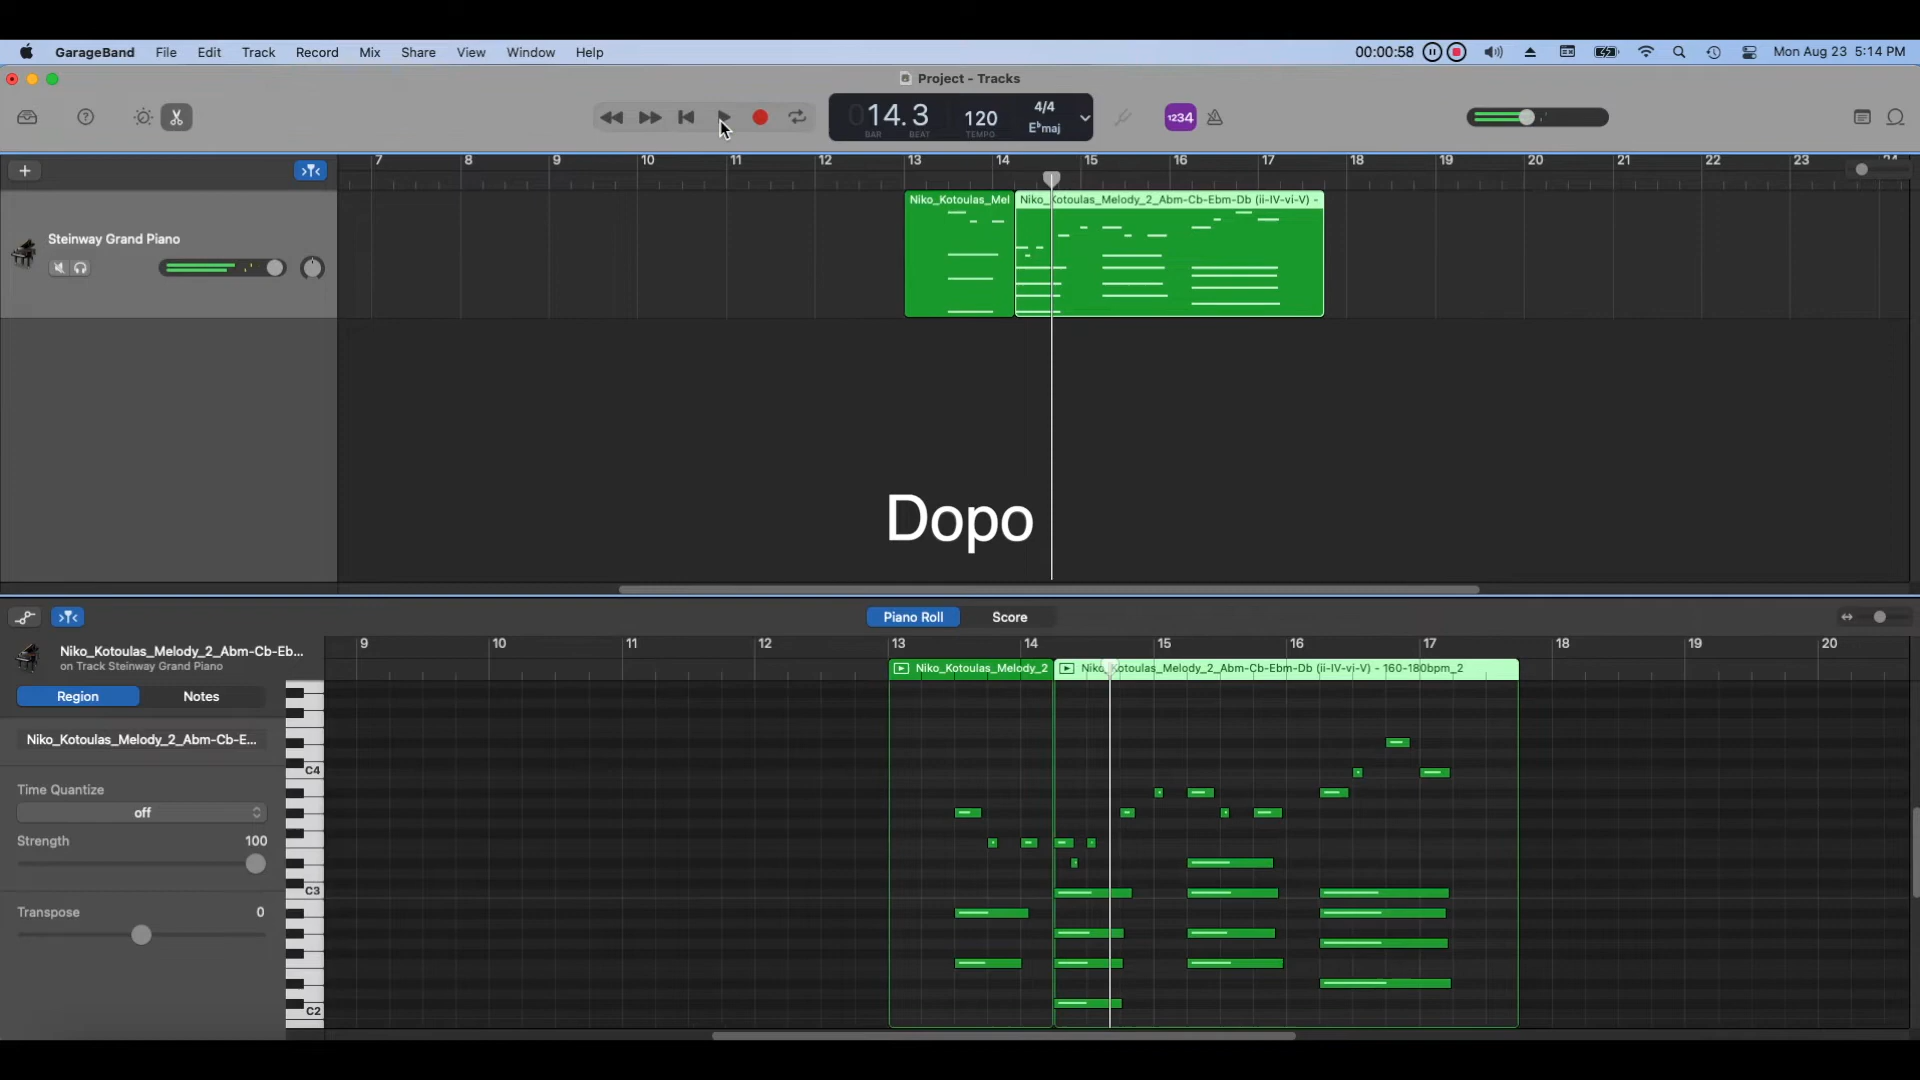 GarageBand File Edit Track Record Mix Share View Window Help 00:00:58 Mon Aug 23 5:14 PM
Project - Tracks
014.3 120 4/4 E♭maj 1234
BAR BEAT TEMPO
7 8 9 10 11 12 13 14 15 16 17 18 19 20 21 22 23 24
Niko_Kotoulas_Mel Niko_Kotoulas_Melody_2_Abm-Cb-Ebm-Db (ii-IV-vi-V) -
Steinway Grand Piano
Dopo
Piano Roll Score
9 10 11 12 13 14 15 16 17 18 19 20
Niko_Kotoulas_Melody_2_Abm-Cb-Eb...
on Track Steinway Grand Piano
Niko_Kotoulas_Melody_2 Niko_Kotoulas_Melody_2_Abm-Cb-Ebm-Db (ii-IV-vi-V) - 160-180bpm_2
Region Notes
Niko_Kotoulas_Melody_2_Abm-Cb-E...
C4
Time Quantize
off
Strength 100
C3
Transpose 0
C2